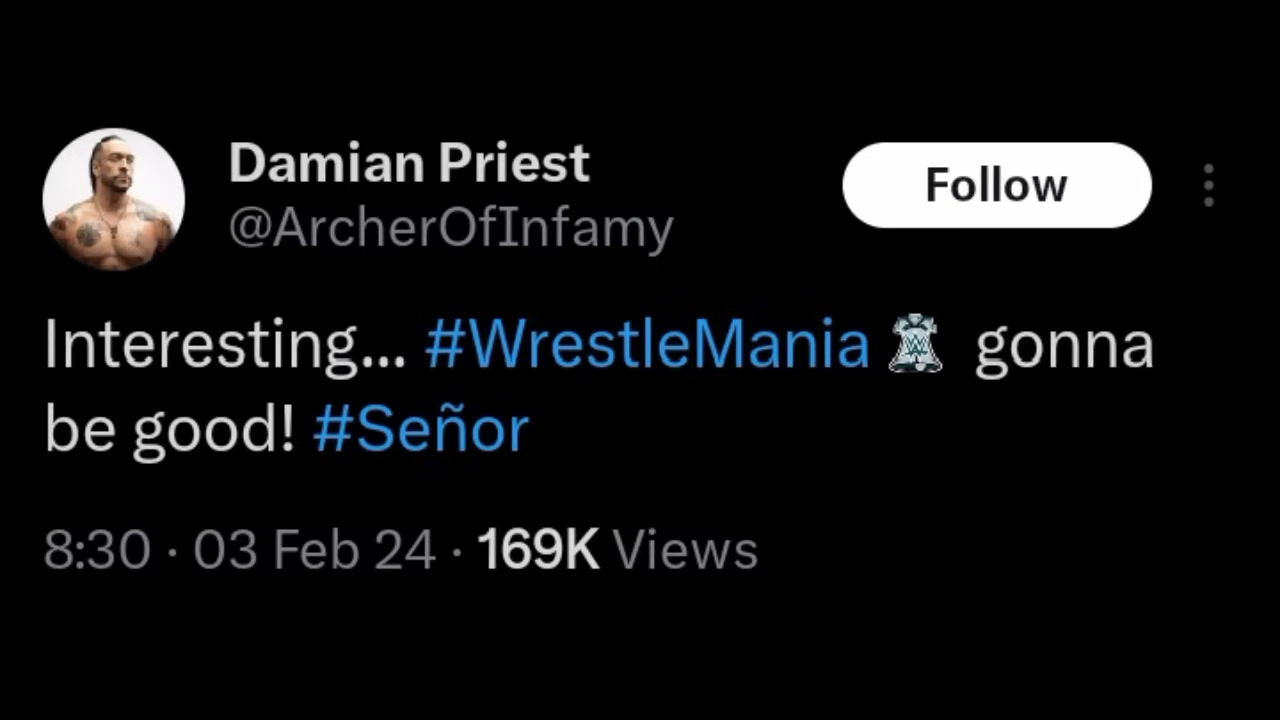 Damian Priest
@ArcherOfInfamy
Follow
Interesting... #WrestleMania gonna
be good! #Señor
8:30 · 03 Feb 24 · 169K Views